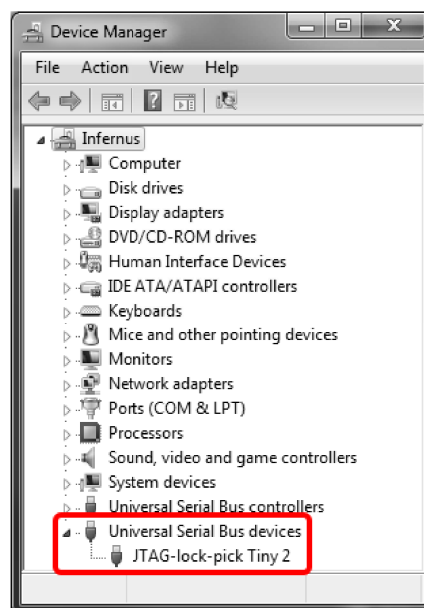 Device Manager
File Action View Help
Infernus
Computer
Disk drives
Display adapters
DVD/CD-ROM drives
Human Interface Devices
IDE ATA/ATAPI controllers
Keyboards
Mice and other pointing devices
Monitors
Network adapters
Ports (COM & LPT)
Processors
Sound, video and game controllers
System devices
Universal Serial Bus controllers
Universal Serial Bus devices
JTAG-lock-pick Tiny 2